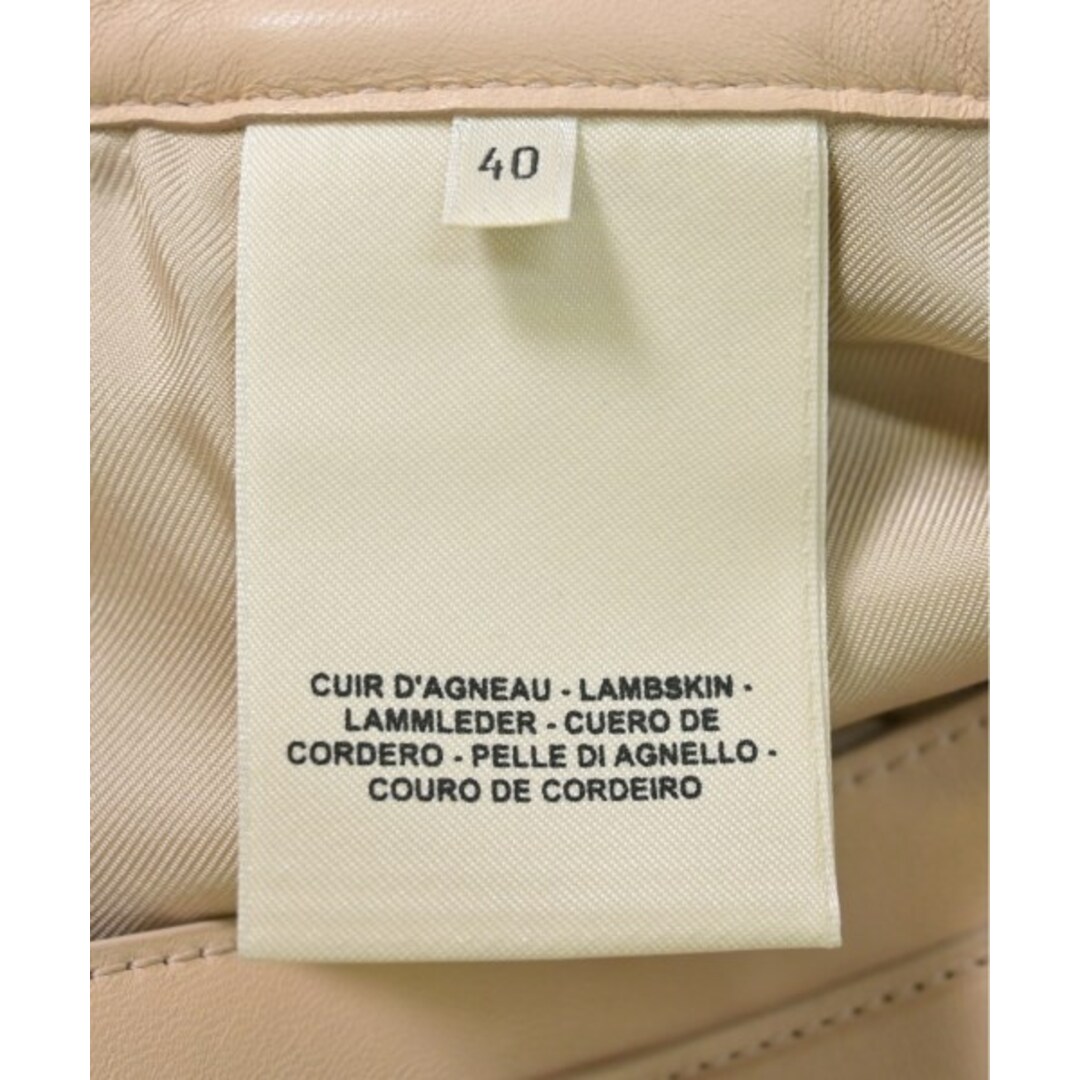 40
CUIR D'AGNEAU - LAMBSKIN -
LAMMLEDER - CUERO DE
CORDERO - PELLE DI AGNELLO -
COURO DE CORDEIRO